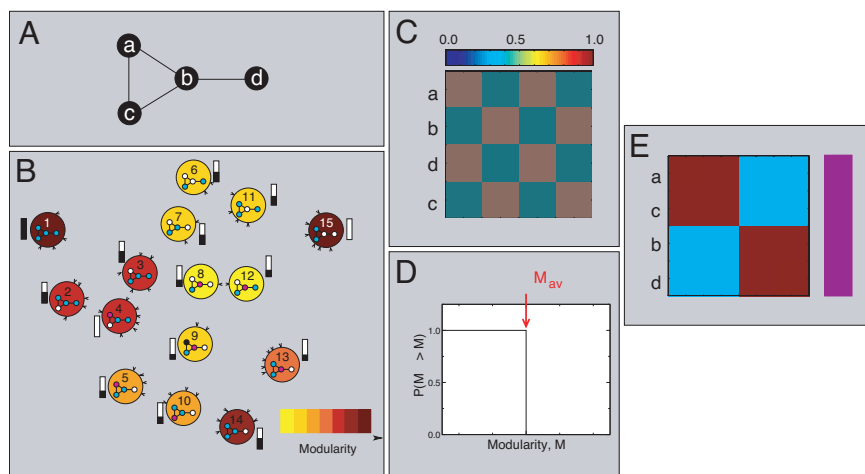 A
a
b
d
c
B
6
11
1
7
15
3
8
12
2
4
9
13
5
10
14
Modularity
C
0.0 0.5 1.0
a
b
d
c
D
M av
1.0
0.5
0.0
P(M > M)
Modularity, M
E
a
c
b
d